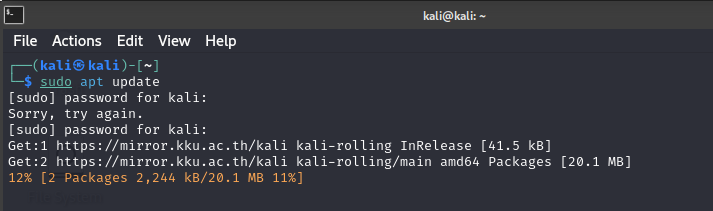 kali@kali: ~
File Actions Edit View Help
┌──(kali㉿kali)-[~]
└─$ sudo apt update
[sudo] password for kali:
Sorry, try again.
[sudo] password for kali:
Get:1 https://mirror.kku.ac.th/kali kali-rolling InRelease [41.5 kB]
Get:2 https://mirror.kku.ac.th/kali kali-rolling/main amd64 Packages [20.1 MB]
12% [2 Packages 2,244 kB/20.1 MB 11%]